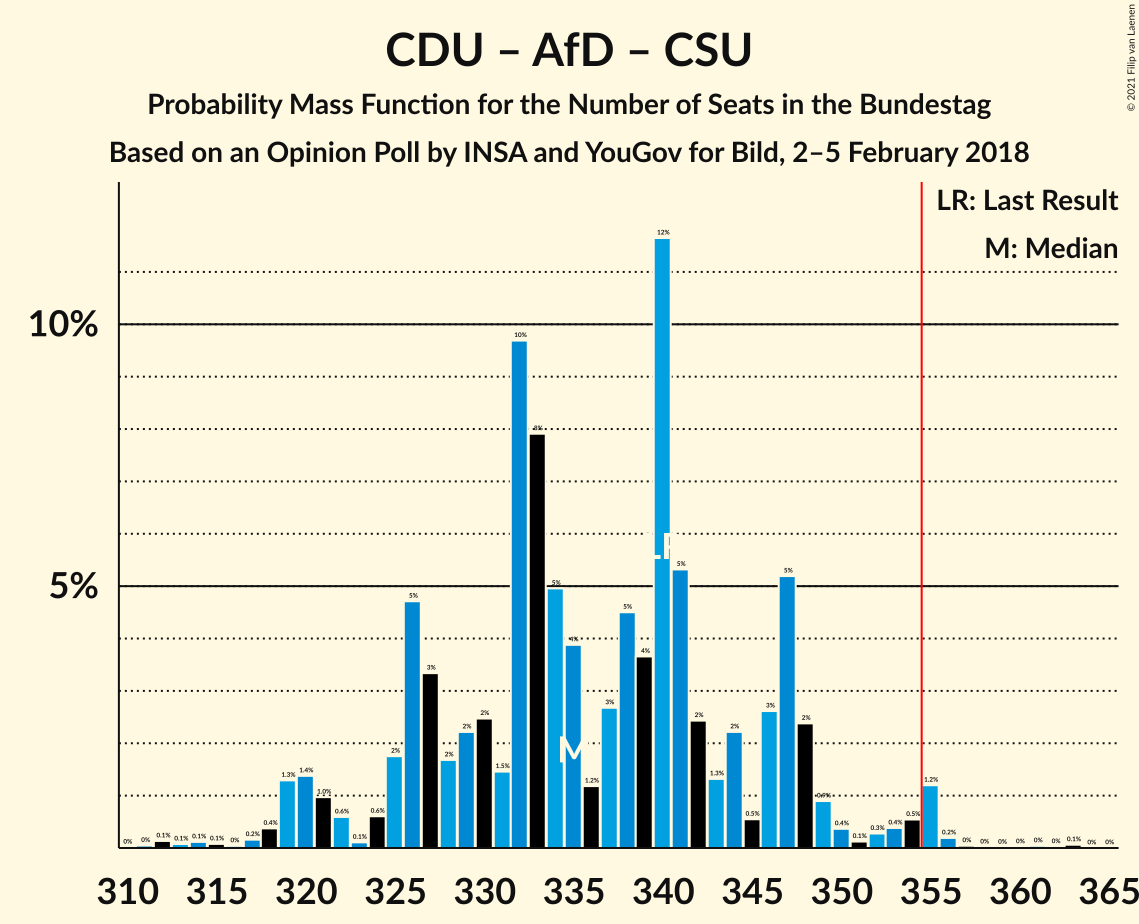 © 2021 Filip van Laenen
CDU – AfD – CSU
Probability Mass Function for the Number of Seats in the Bundestag
Based on an Opinion Poll by INSA and YouGov for Bild, 2–5 February 2018
LR: Last Result
M: Median
10%
5%
0% 0% 0.1% 0.1% 0.1% 0.1% 0% 0.2% 0.4% 1.3% 1.4% 1.0% 0.6% 0.1% 0.6% 2% 5% 3% 2% 2% 2% 1.5% 10% 8% 5% 4% 1.2% 3% 5% 4% 12% 5% 2% 1.3% 2% 0.5% 3% 5% 2% 0.9% 0.4% 0.1% 0.3% 0.4% 0.5% 1.2% 0.2% 0% 0% 0% 0% 0% 0% 0.1% 0% 0%
LR
M
310 315 320 325 330 335 340 345 350 355 360 365